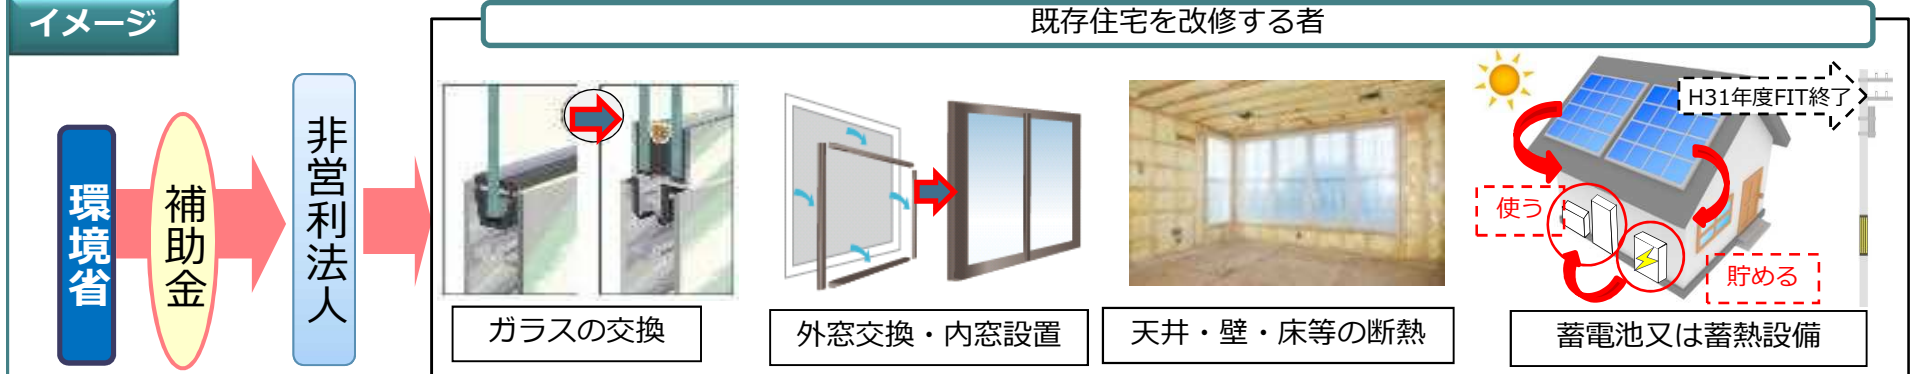 イメージ
既存住宅を改修する者
環境省
補助金
非営利法人
H31年度FIT終了
使う
貯める
ガラスの交換
外窓交換・内窓設置
天井・壁・床等の断熱
蓄電池又は蓄熱設備